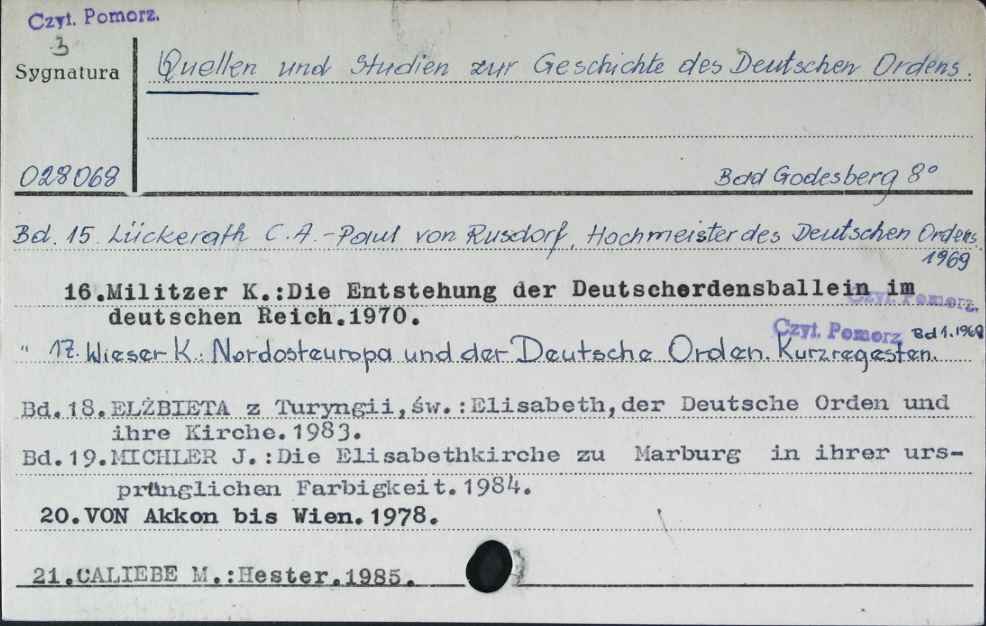 Czyt. Pomorz.
3
Sygnatura
Quellen und Studien zur Geschichte des Deutschen Ordens.
028068
Bad Godesberg 8°
Bd. 15. Lückerath C.A. - Paul von Rusdorf, Hochmeister des Deutschen Ordens.
1969
16.Militzer K.:Die Entstehung der Deutschordensballein im
Czyt. Pomorz.
deutschen Reich.1970.
Czyt. Pomorz.
Bd 1.1968
" 17. Wieser K.: Nordosteuropa und der Deutsche Orden. Kurzregesten.
Bd.18.ELŻBIETA z Turyngii,św.:Elisabeth,der Deutsche Orden und
ihre Kirche.1983.
Bd.19.MICHLER J.:Die Elisabethkirche zu Marburg in ihrer urs-
prünglichen Farbigkeit.1984.
20.VON Akkon bis Wien.1978.
21.CALIEBE M.:Hester.1985.